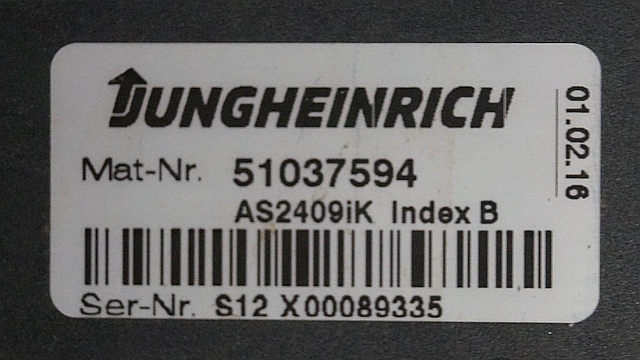 JUNGHEINRICH
Mat-Nr. 51037594
AS2409iK Index B
Ser-Nr. S12 X00089335
01.02.16